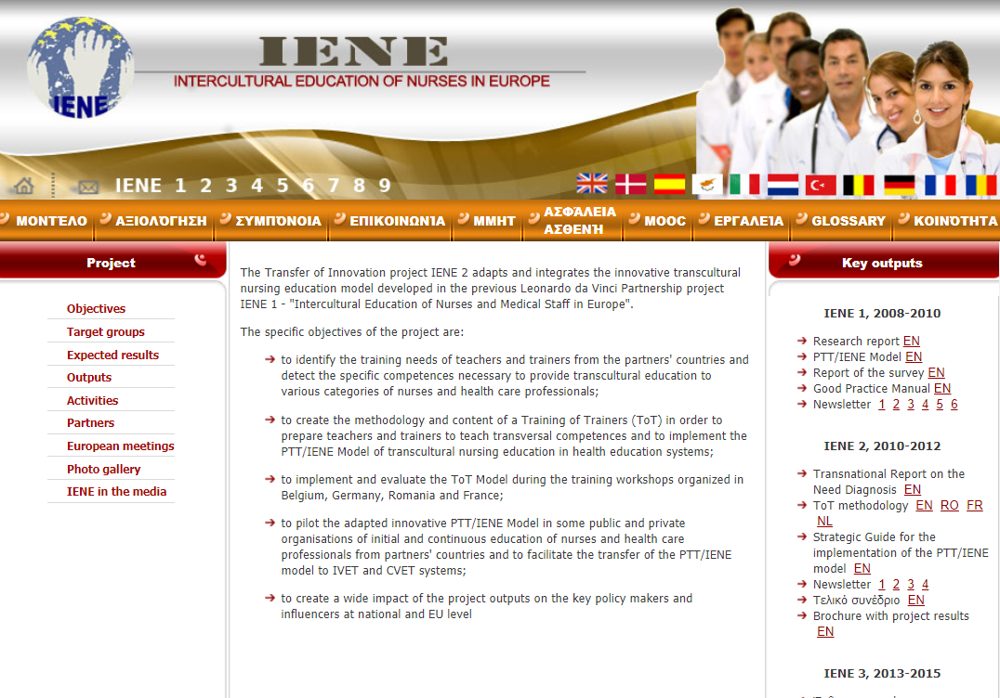 IENE
INTERCULTURAL EDUCATION OF NURSES IN EUROPE
IENE
IENE 1 2 3 4 5 6 7 8 9
ΜΟΝΤΈΛΟ ΑΞΙΟΛΌΓΗΣΗ ΣΥΜΠΌΝΟΙΑ ΕΠΙΚΟΙΝΩΝΊΑ ΜΜΗΤ ΑΣΦΆΛΕΙΑ ΑΣΘΕΝΉ MOOC ΕΡΓΑΛΕΊΑ GLOSSARY ΚΟΙΝΌΤΗΤΑ
Project
Objectives
Target groups
Expected results
Outputs
Activities
Partners
European meetings
Photo gallery
IENE in the media
The Transfer of Innovation project IENE 2 adapts and integrates the innovative transcultural
nursing education model developed in the previous Leonardo da Vinci Partnership project
IENE 1 - "Intercultural Education of Nurses and Medical Staff in Europe".
The specific objectives of the project are:
to identify the training needs of teachers and trainers from the partners' countries and
detect the specific competences necessary to provide transcultural education to
various categories of nurses and health care professionals;
to create the methodology and content of a Training of Trainers (ToT) in order to
prepare teachers and trainers to teach transversal competences and to implement the
PTT/IENE Model of transcultural nursing education in health education systems;
to implement and evaluate the ToT Model during the training workshops organized in
Belgium, Germany, Romania and France;
to pilot the adapted innovative PTT/IENE Model in some public and private
organisations of initial and continuous education of nurses and health care
professionals from partners' countries and to facilitate the transfer of the PTT/IENE
model to IVET and CVET systems;
to create a wide impact of the project outputs on the key policy makers and
influencers at national and EU level
Key outputs
IENE 1, 2008-2010
Research report EN
PTT/IENE Model EN
Report of the survey EN
Good Practice Manual EN
Newsletter 1 2 3 4 5 6
IENE 2, 2010-2012
Transnational Report on the
Need Diagnosis EN
ToT methodology EN RO FR
NL
Strategic Guide for the
implementation of the PTT/IENE
model EN
Newsletter 1 2 3 4
Τελικό συνέδριο EN
Brochure with project results
EN
IENE 3, 2013-2015